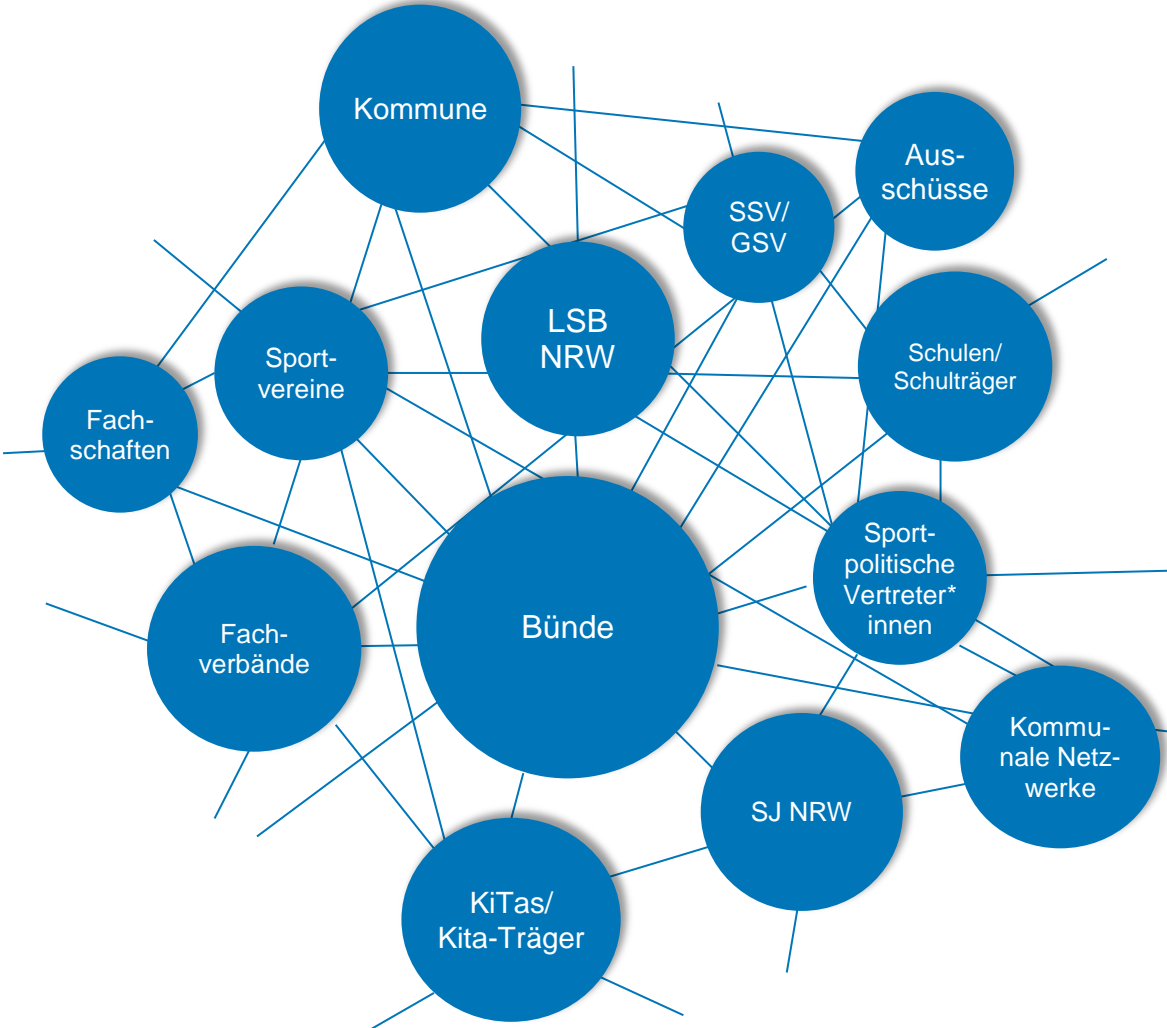 Kommune
Aus-
schüsse
SSV/
GSV
LSB
NRW
Sport-
vereine
Schulen/
Schulträger
Fach-
schaften
Sport-
politische
Vertreter*
innen
Bünde
Fach-
verbände
Kommu-
nale Netz-
werke
SJ NRW
KiTas/
Kita-Träger